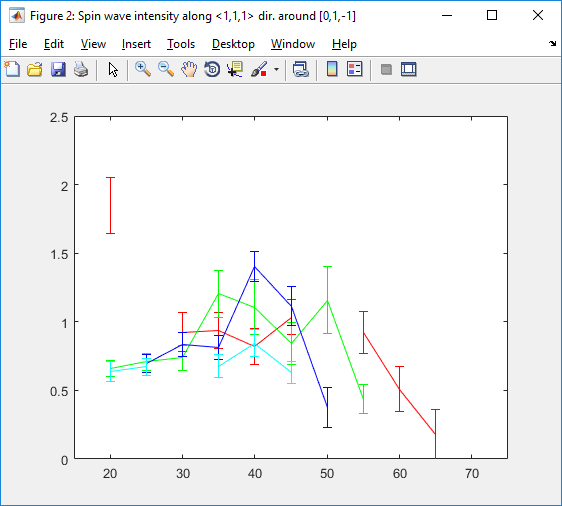 Figure 2: Spin wave intensity along <1,1,1> dir. around [0,1,-1]
File Edit View Insert Tools Desktop Window Help
2.5
2
1.5
1
0.5
0
20 30 40 50 60 70